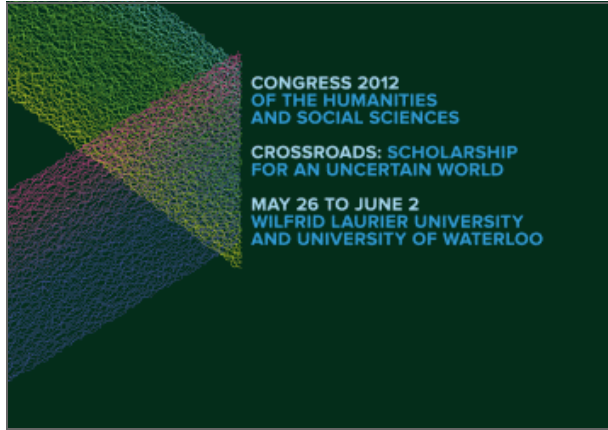 CONGRESS 2012
OF THE HUMANITIES
AND SOCIAL SCIENCES
CROSSROADS: SCHOLARSHIP
FOR AN UNCERTAIN WORLD
MAY 26 TO JUNE 2
WILFRID LAURIER UNIVERSITY
AND UNIVERSITY OF WATERLOO